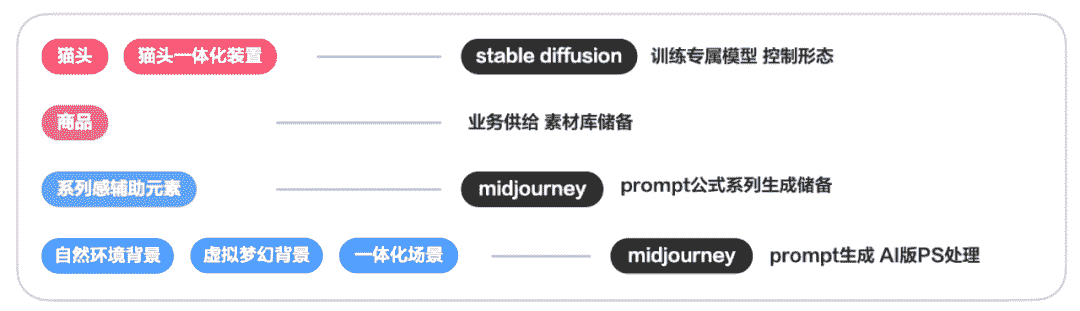 猫头 猫头一体化装置 stable diffusion 训练专属模型 控制形态
商品 业务供给 素材库储备
系列感辅助元素 midjourney prompt公式系列生成储备
自然环境背景 虚拟梦幻背景 一体化场景 midjourney prompt生成 AI版PS处理